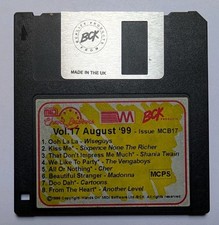 BCK
MADE IN THE UK
BCK
Vol.17 August '99 - Issue MCB17
1. Ooh La La - Wiseguys
2. Kiss Me* - Sixpence None The Richer
3. That Don't Impress Me Much* - Shania Twain
4. We Like To Party* - The Vengaboys
5. All Or Nothing* - Cher
6. Beautiful Stranger - Madonna
7. Doo Dah* - Cartoons
8. From The Heart* - Another Level
MCPS